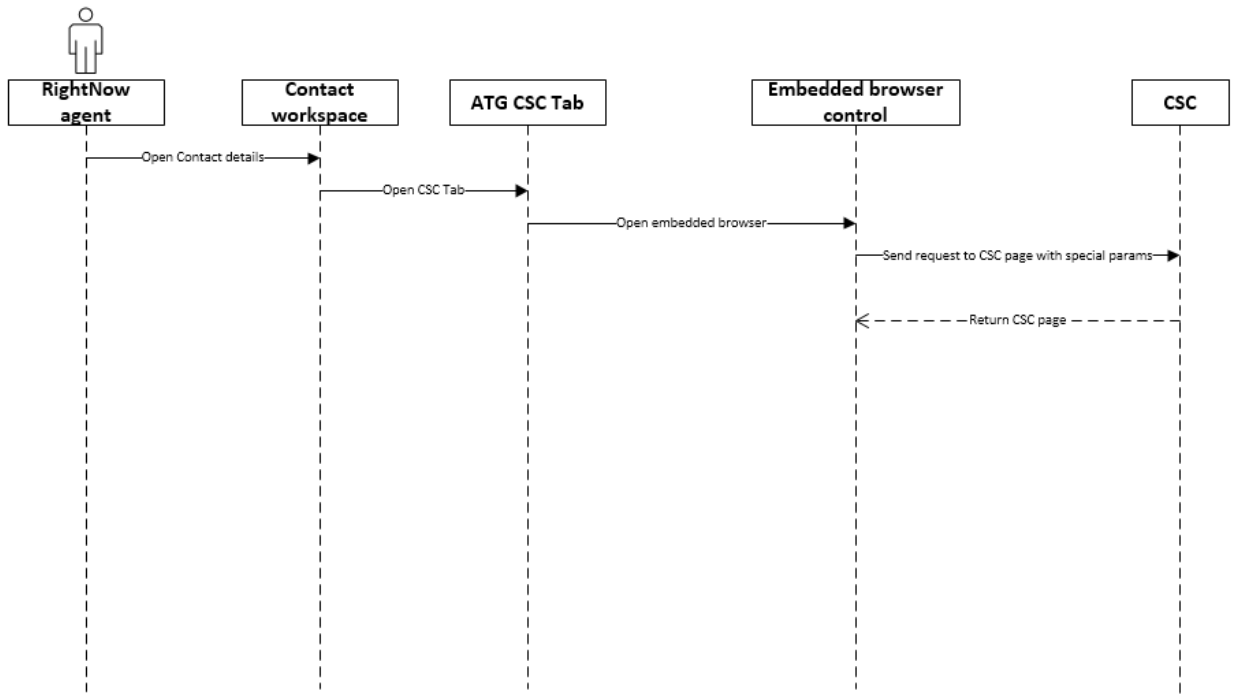 RightNow
agent
Contact
workspace
ATG CSC Tab
Embedded browser
control
CSC
Open Contact details
Open CSC Tab
Open embedded browser
Send request to CSC page with special params
Return CSC page